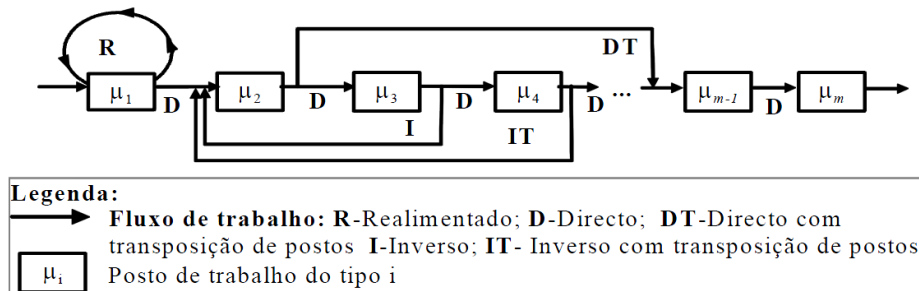 R
DT
μ1 D μ2 D μ3 D μ4 D ... μm-1 D μm
I
IT
Legenda:
Fluxo de trabalho: R-Realimentado; D-Directo; DT-Directo com
transposição de postos I-Inverso; IT- Inverso com transposição de postos
μi Posto de trabalho do tipo i